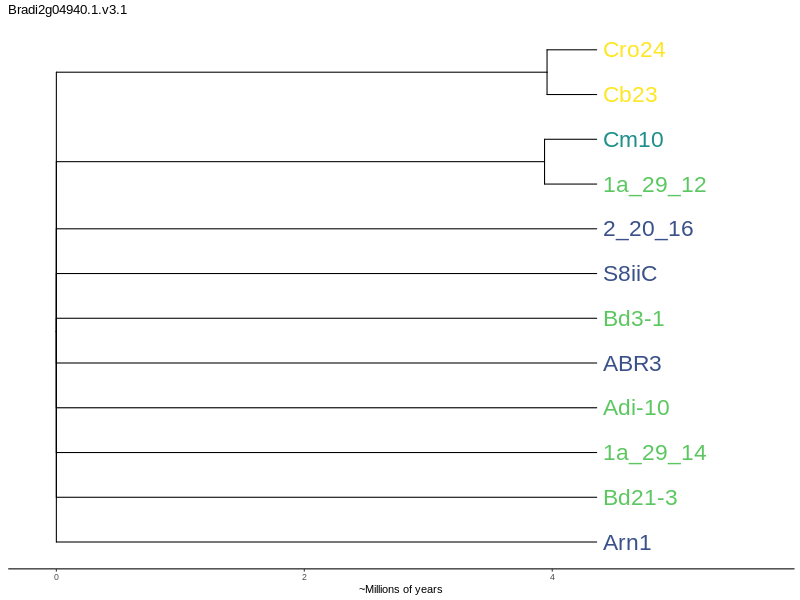 Bradi2g04940.1.v3.1
Cro24
Cb23
Cm10
1a_29_12
2_20_16
S8iiC
Bd3-1
ABR3
Adi-10
1a_29_14
Bd21-3
Arn1
0 2 4
~Millions of years